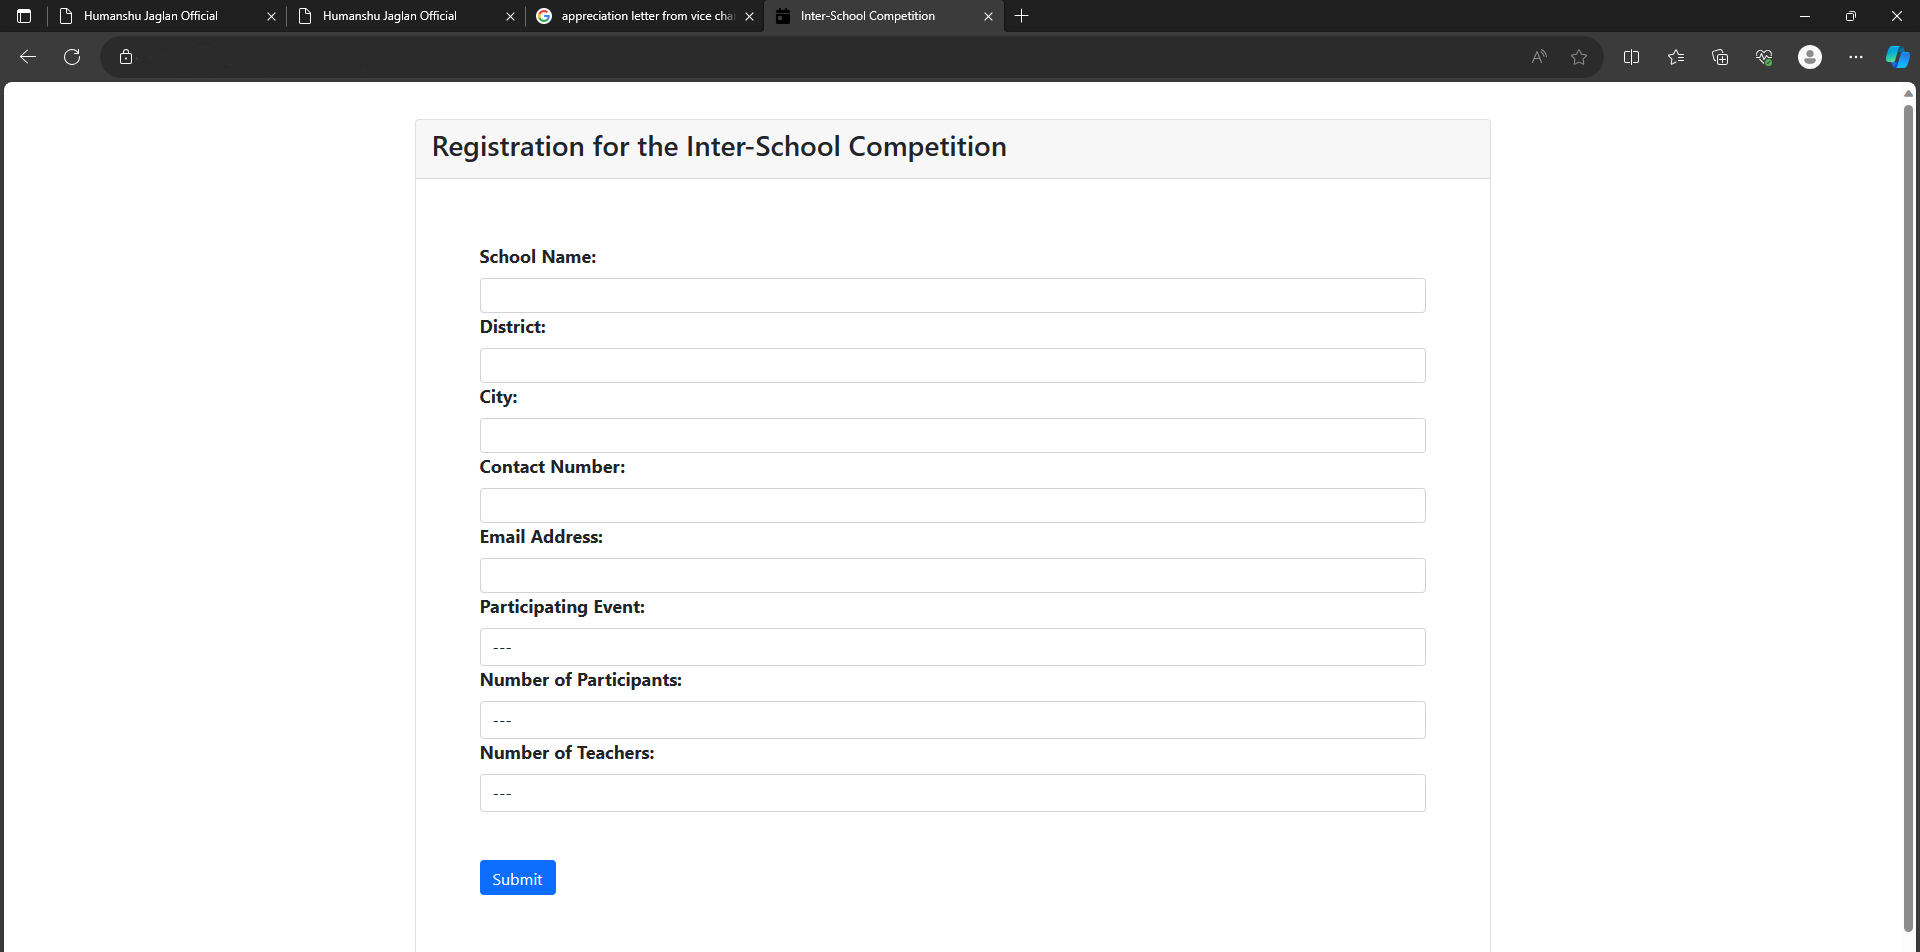 Humanshu Jaglan Official
Humanshu Jaglan Official
appreciation letter from vice cha
Inter-School Competition
Registration for the Inter-School Competition
School Name:
District:
City:
Contact Number:
Email Address:
Participating Event:
---
Number of Participants:
---
Number of Teachers:
---
Submit